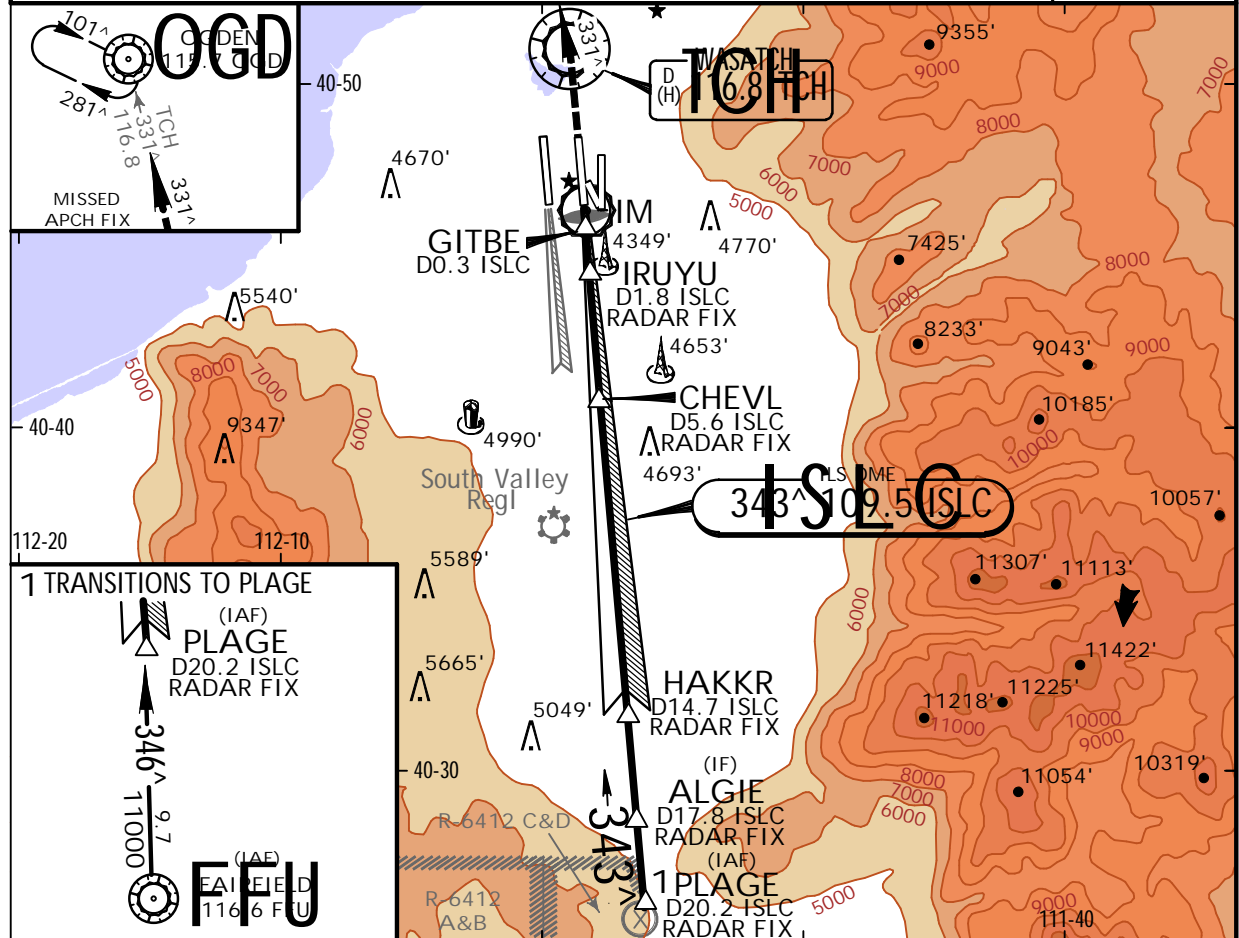 101^
OGDEN
115.7 OGD
OGD
281^
TCH
331^
116.8
331^
MISSED
APCH FIX
40-50
331^
WASATCH
D
(H)
116.8 TCH
TCH
9355'
9000
7000
8000
7000
6000
5000
4670'
IM
GITBE
D0.3 ISLC
4349'
4770'
IRUYU
D1.8 ISLC
RADAR FIX
7425'
8000
7000
5540'
4653'
8233'
9043'
9000
5000
8000
7000
6000
CHEVL
D5.6 ISLC
RADAR FIX
10185'
10000
40-40
9347'
4990'
4693'
South Valley
Regl
ILS DME
343^ 109.5 ISLC
ISLC
10057'
112-20
112-10
5589'
11307'
11113'
6000
1 TRANSITIONS TO PLAGE
(IAF)
PLAGE
D20.2 ISLC
RADAR FIX
5665'
11422'
HAKKR
D14.7 ISLC
RADAR FIX
11225'
11218'
11000
10000
9000
5049'
346^
9.7
11000
40-30
(IF)
ALGIE
D17.8 ISLC
RADAR FIX
8000
7000
6000
11054'
10319'
R-6412 C&D
343^
(IAF)
1 PLAGE
D20.2 ISLC
RADAR FIX
(IAF)
FAIRFIELD
116.6 FFU
FFU
R-6412
A&B
5000
9000
111-40